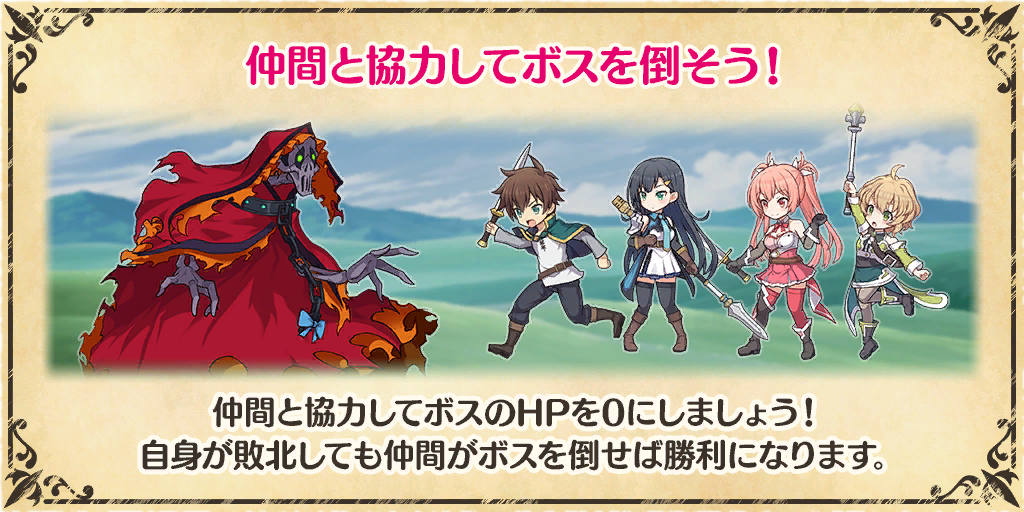 仲間と協力してボスを倒そう！
仲間と協力してボスのHPを0にしましょう！
自身が敗北しても仲間がボスを倒せば勝利になります。